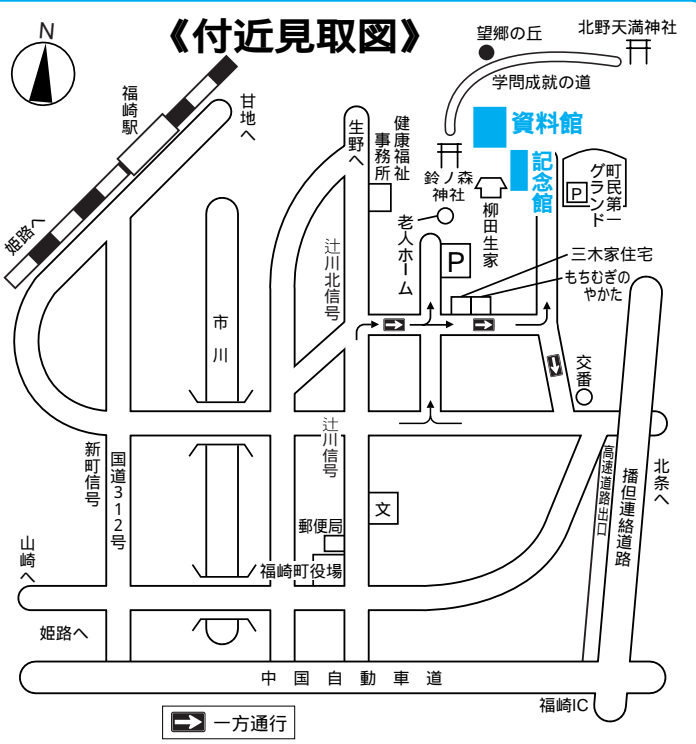 《付近見取図》
N
望郷の丘
北野天満神社
学問成就の道
福崎駅
甘地へ
姫路へ
生野へ
健康福祉
事務所
資料館
記念館
鈴ノ森
神社
柳田生家
町民第一
グランド
P
老人ホーム
P
三木家住宅
もちむぎの
やかた
辻川北信号
市川
交番
辻川信号
新町信号
国道312号
高速道路出口
播但連絡道路
北条へ
文
郵便局
福崎町役場
山崎へ
姫路へ
中国自動車道
福崎IC
一方通行